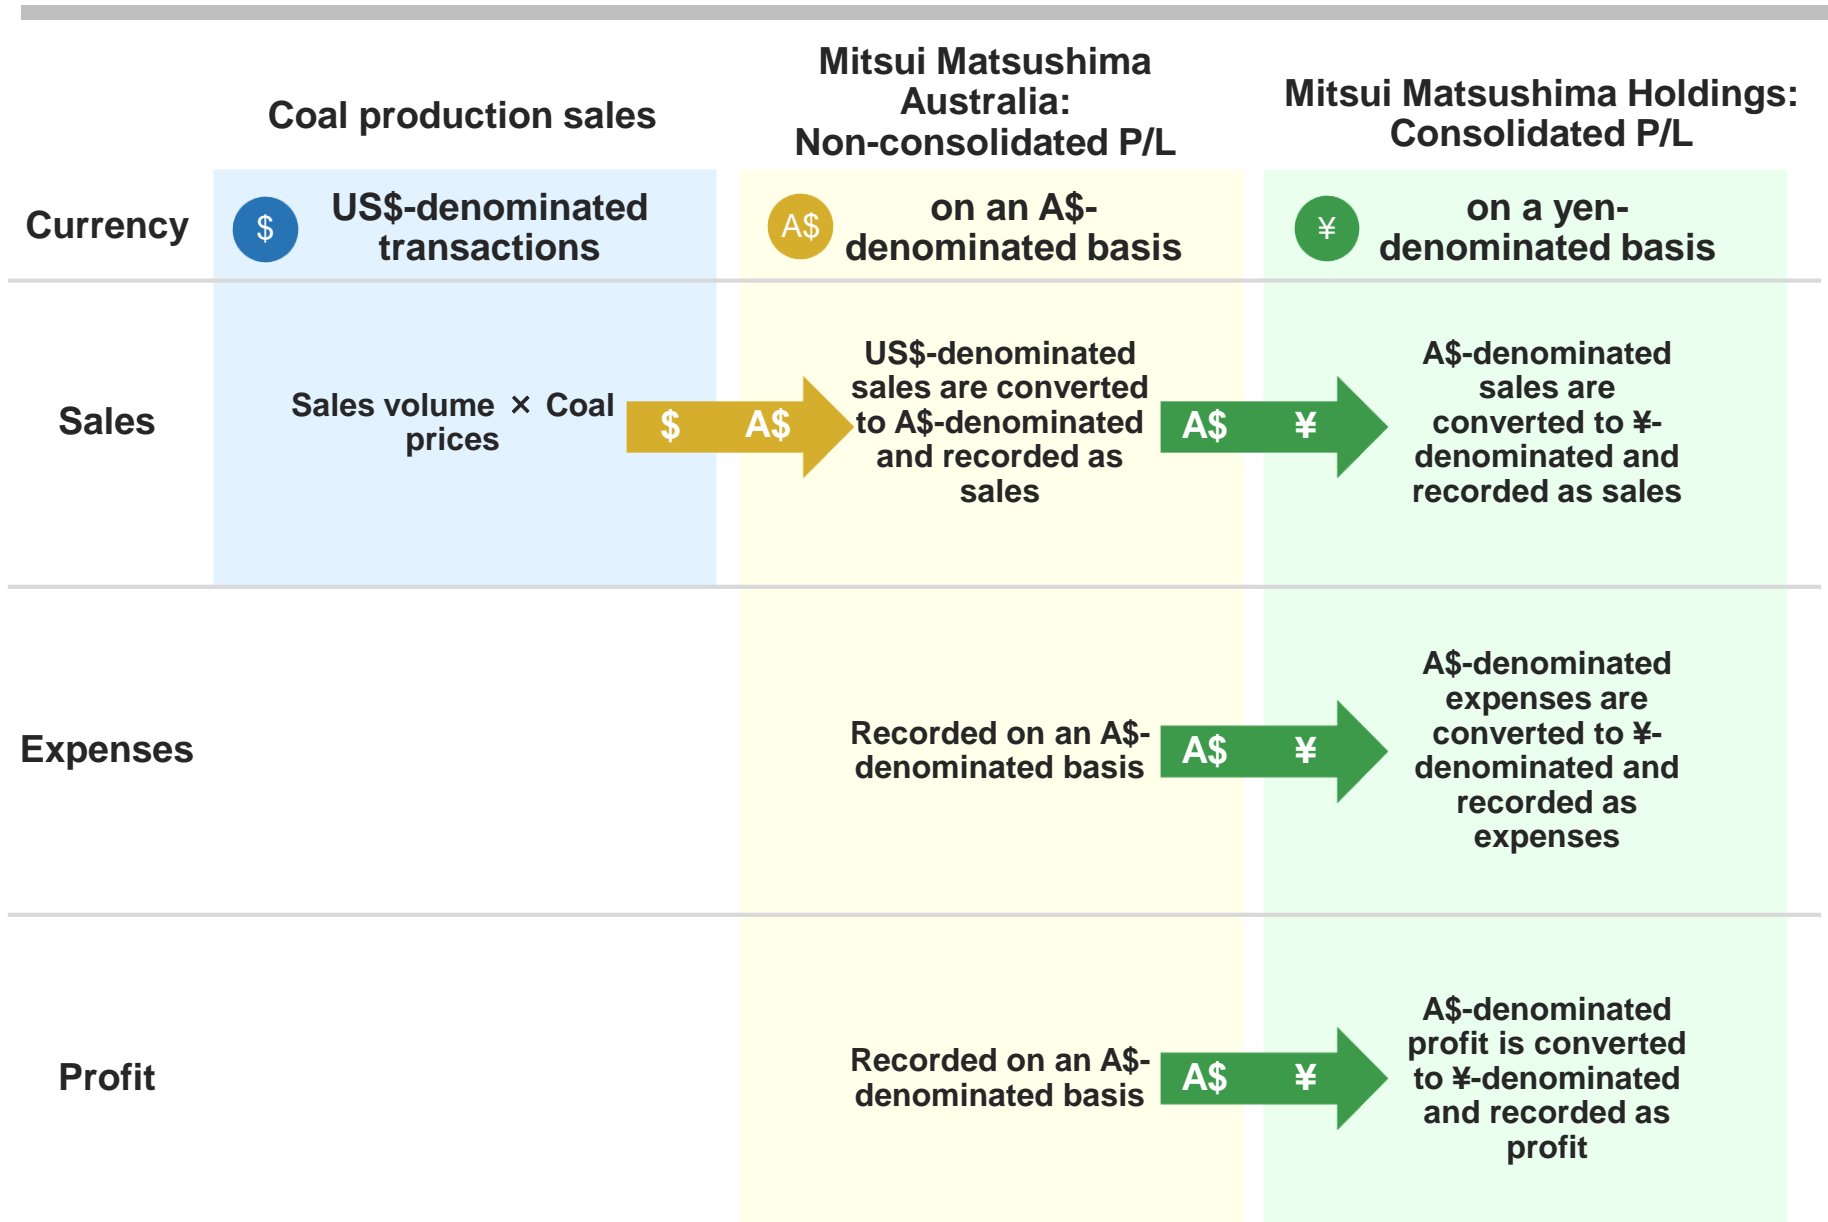 Coal production sales
Mitsui Matsushima
Australia:
Non-consolidated P/L
Mitsui Matsushima Holdings:
Consolidated P/L
Currency
$
US$-denominated
transactions
A$
on an A$-
denominated basis
¥
on a yen-
denominated basis
Sales
Sales volume × Coal
prices
$ A$
US$-denominated
sales are converted
to A$-denominated
and recorded as
sales
A$ ¥
A$-denominated
sales are
converted to ¥-
denominated and
recorded as sales
Expenses
Recorded on an A$-
denominated basis
A$ ¥
A$-denominated
expenses are
converted to ¥-
denominated and
recorded as
expenses
Profit
Recorded on an A$-
denominated basis
A$ ¥
A$-denominated
profit is converted
to ¥-denominated
and recorded as
profit